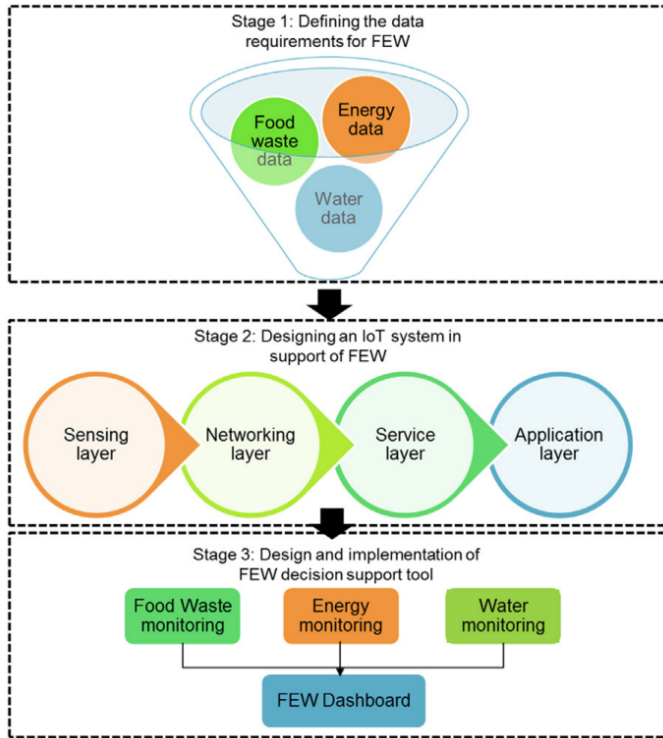 Stage 1: Defining the data
requirements for FEW
Energy
data
Food
waste
data
Water
data
Stage 2: Designing an IoT system in
support of FEW
Sensing
layer
Networking
layer
Service
layer
Application
layer
Stage 3: Design and implementation of
FEW decision support tool
Food Waste
monitoring
Energy
monitoring
Water
monitoring
FEW Dashboard